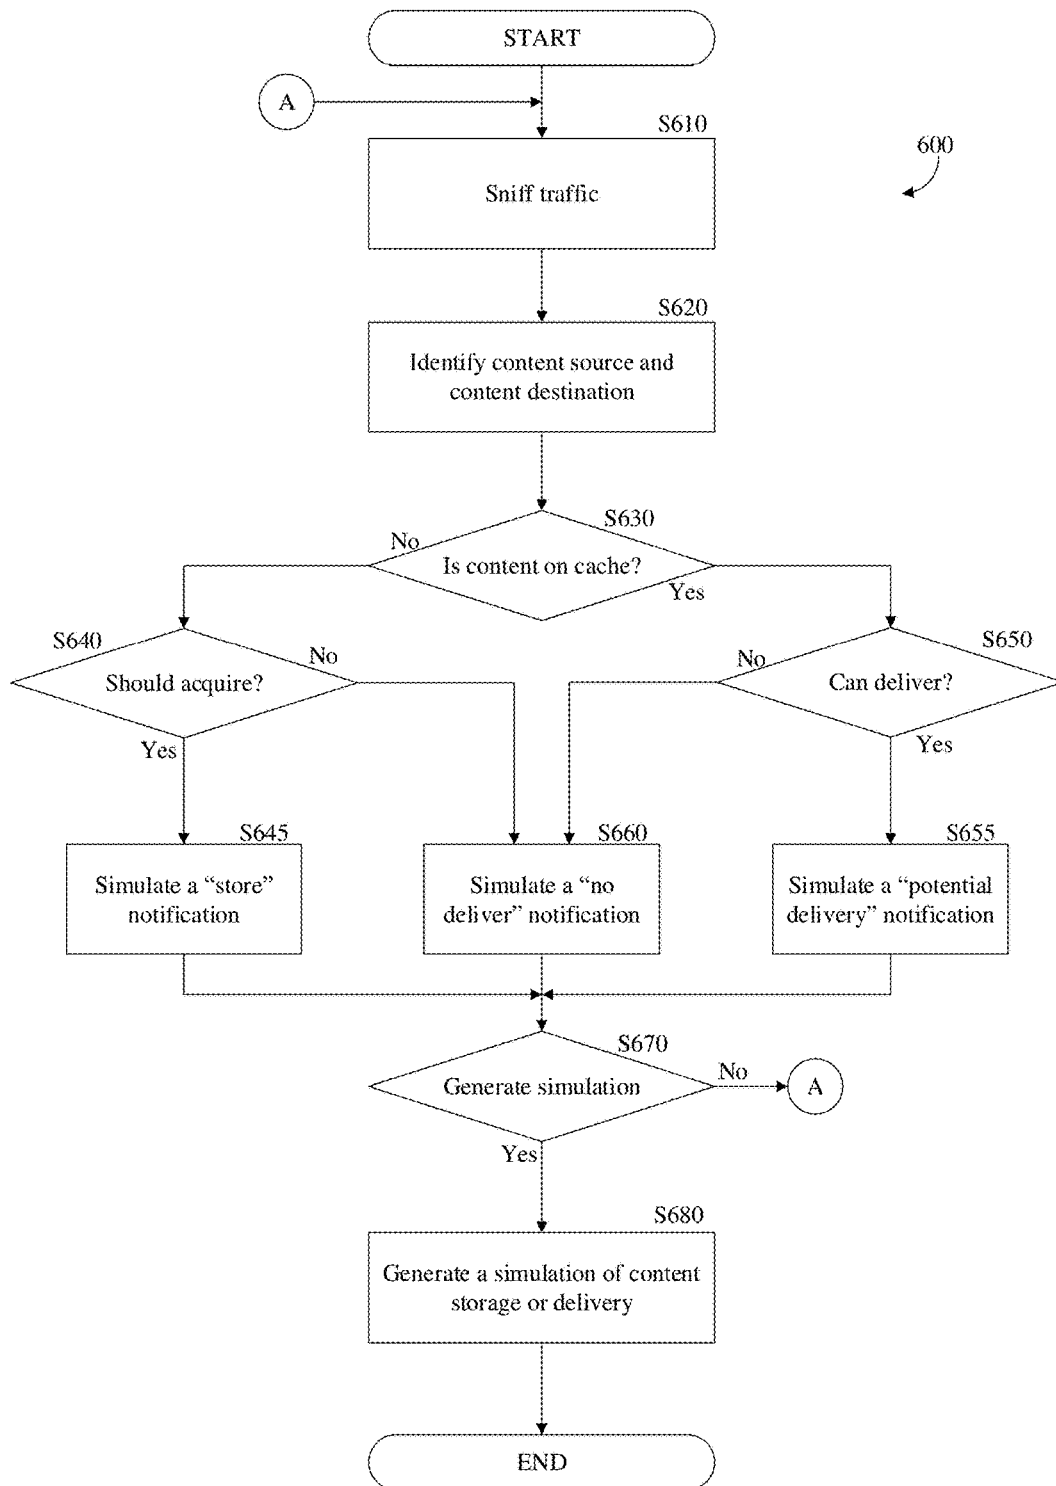 START
A
S610
600
Sniff traffic
S620
Identify content source and
content destination
S630
No
Is content on cache?
Yes
S640
No
Should acquire?
Yes
S650
No
Can deliver?
Yes
S645
Simulate a “store”
notification
S660
Simulate a “no
deliver” notification
S655
Simulate a “potential
delivery” notification
S670
Generate simulation
No
A
Yes
S680
Generate a simulation of content
storage or delivery
END